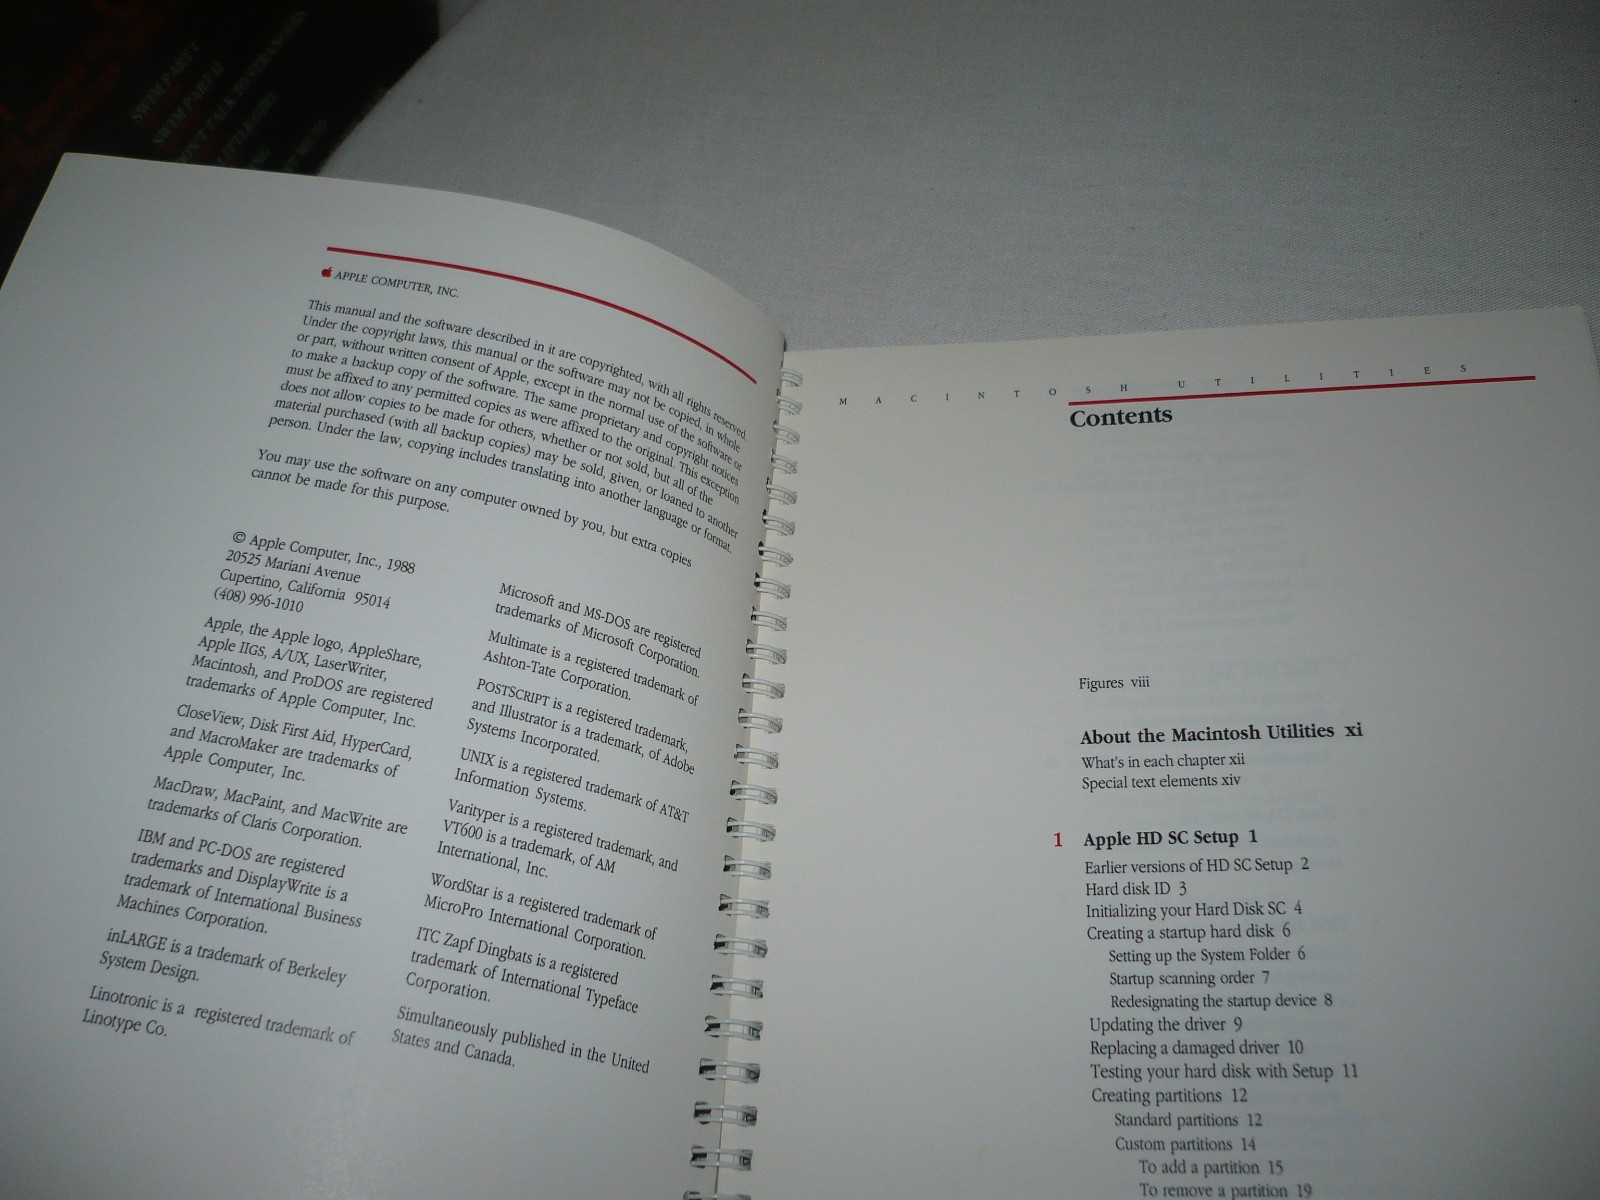 SWIM PART I
SWIM PART II
APPLE COMPUTER, INC.
This manual and the software described in it are copyrighted, with all rights reserved.
Under the copyright laws, this manual or the software may not be copied, in whole
or part, without written consent of Apple, except in the normal use of the software or
to make a backup copy of the software. The same proprietary and copyright notices
must be affixed to any permitted copies as were affixed to the original. This exception
does not allow copies to be made for others, whether or not sold, but all of the
material purchased (with all backup copies) may be sold, given, or loaned to another
person. Under the law, copying includes translating into another language or format.
You may use the software on any computer owned by you, but extra copies
cannot be made for this purpose.
© Apple Computer, Inc., 1988
20525 Mariani Avenue
Cupertino, California 95014
(408) 996-1010
Apple, the Apple logo, AppleShare,
Apple IIGS, A/UX, LaserWriter,
Macintosh, and ProDOS are registered
trademarks of Apple Computer, Inc.
CloseView, Disk First Aid, HyperCard,
and MacroMaker are trademarks of
Apple Computer, Inc.
MacDraw, MacPaint, and MacWrite are
trademarks of Claris Corporation.
IBM and PC-DOS are registered
trademarks and DisplayWrite is a
trademark of International Business
Machines Corporation.
inLARGE is a trademark of Berkeley
System Design.
Linotronic is a registered trademark of
Linotype Co.
Microsoft and MS-DOS are registered
trademarks of Microsoft Corporation.
Multimate is a registered trademark of
Ashton-Tate Corporation.
POSTSCRIPT is a registered trademark,
and Illustrator is a trademark, of Adobe
Systems Incorporated.
UNIX is a registered trademark of AT&T
Information Systems.
Varityper is a registered trademark, and
VT600 is a trademark, of AM
International, Inc.
WordStar is a registered trademark of
MicroPro International Corporation.
ITC Zapf Dingbats is a registered
trademark of International Typeface
Corporation.
Simultaneously published in the United
States and Canada.
MACINTOSH UTILITIES
Contents
Figures viii
About the Macintosh Utilities xi
What's in each chapter xii
Special text elements xiv
1 Apple HD SC Setup 1
Earlier versions of HD SC Setup 2
Hard disk ID 3
Initializing your Hard Disk SC 4
Creating a startup hard disk 6
Setting up the System Folder 6
Startup scanning order 7
Redesignating the startup device 8
Updating the driver 9
Replacing a damaged driver 10
Testing your hard disk with Setup 11
Creating partitions 12
Standard partitions 12
Custom partitions 14
To add a partition 15
To remove a partition 19